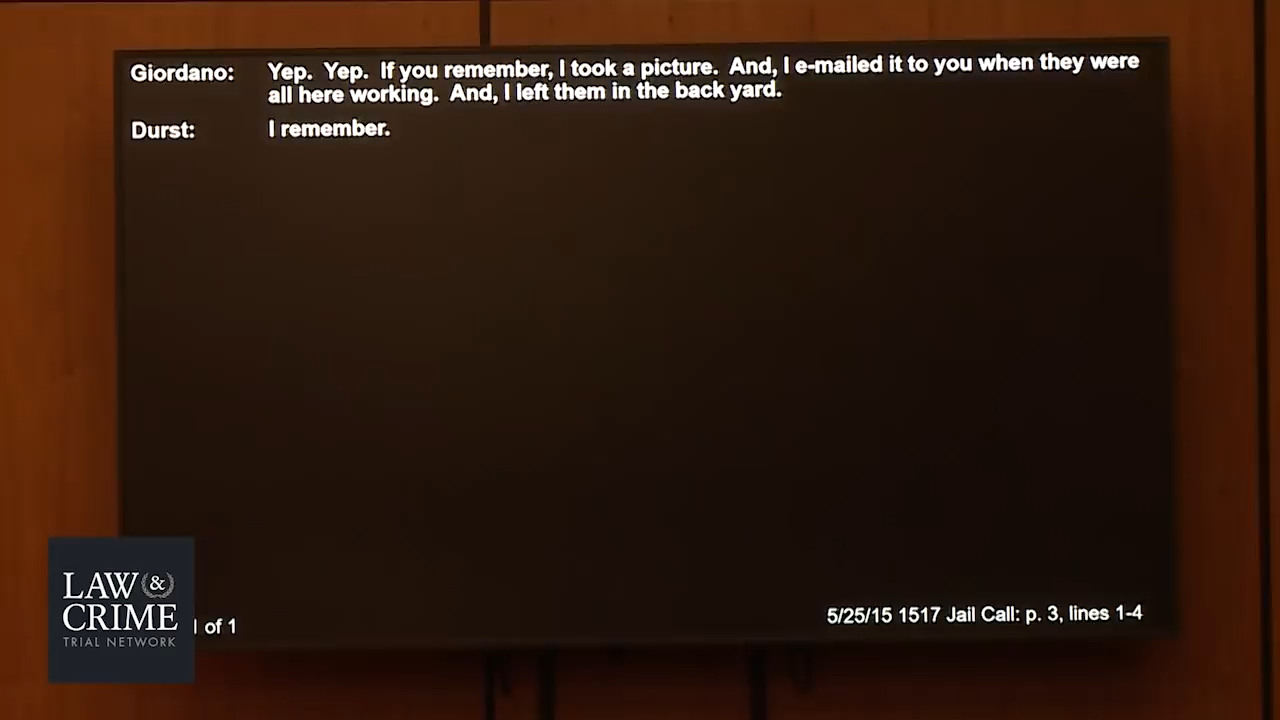 Giordano: Yep. Yep. If you remember, I took a picture. And, I e-mailed it to you when they were
all here working. And, I left them in the back yard.
Durst: I remember.
LAW &
CRIME
TRIAL NETWORK
of 1
5/25/15 1517 Jail Call: p. 3, lines 1-4